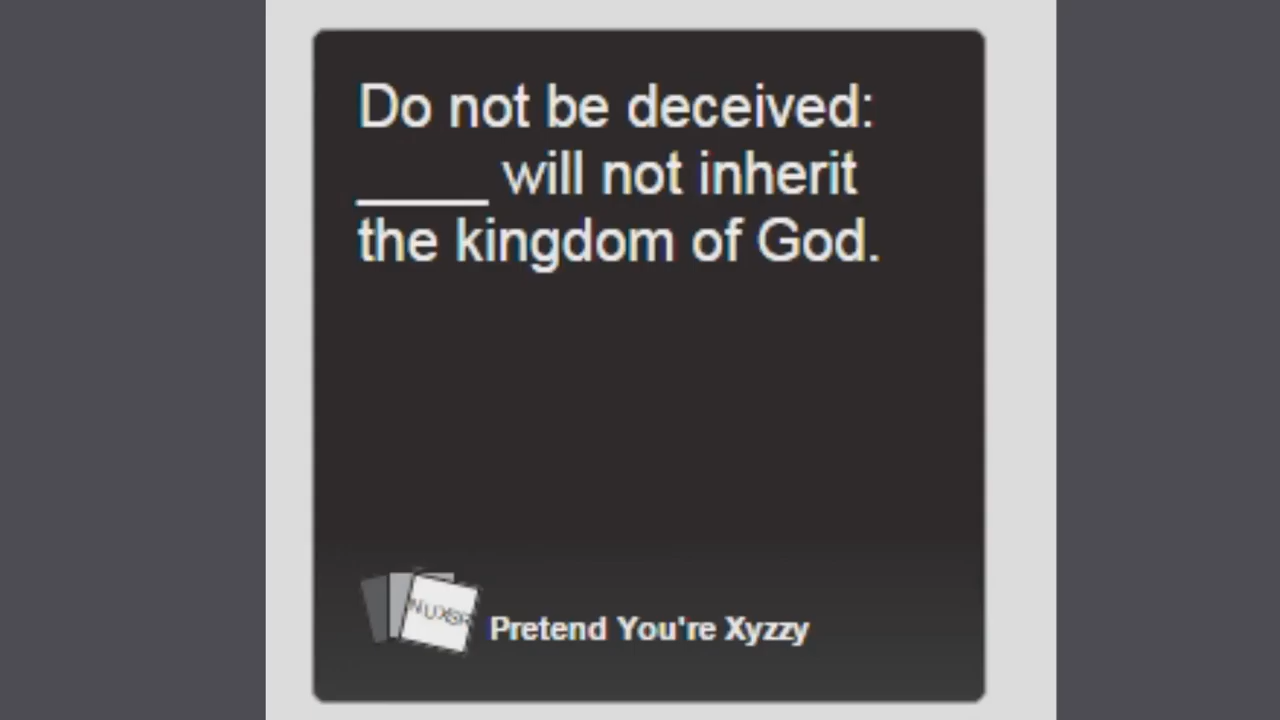 Do not be deceived:
_____ will not inherit
the kingdom of God.
Pretend You're Xyzzy